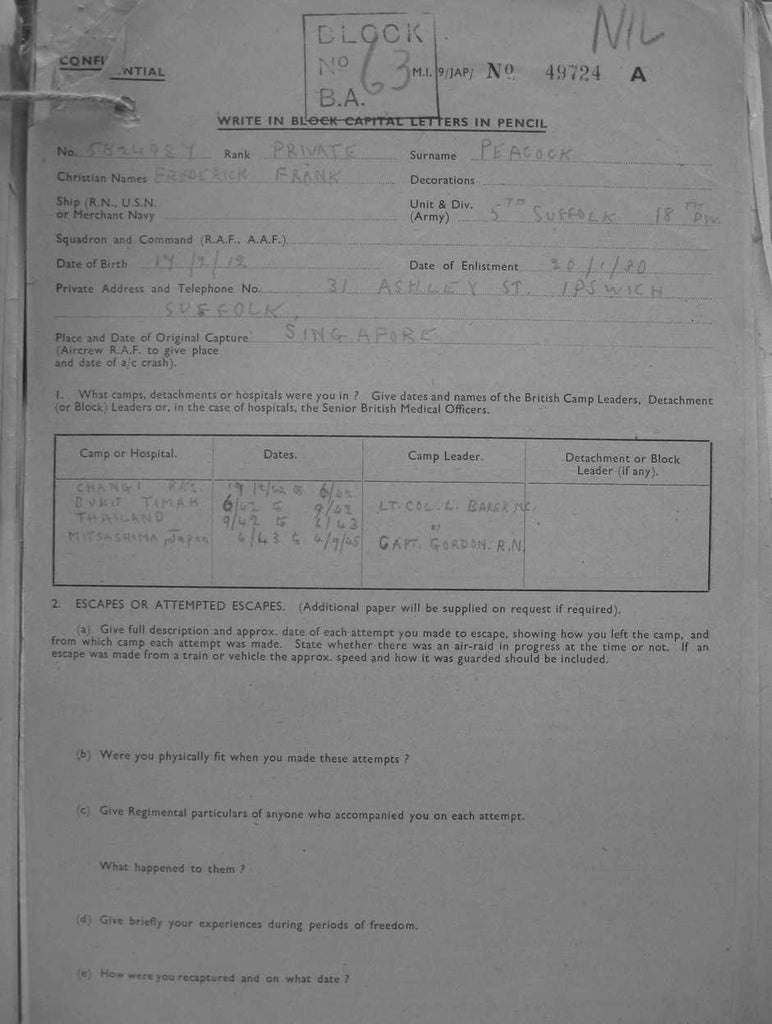 NIL
BLOCK
No 63
B.A.
CONFI NTIAL
M.I. 9/JAP/ No 49724 A
WRITE IN BLOCK CAPITAL LETTERS IN PENCIL
No. Rank PRIVATE Surname PEACOCK
Christian Names FREDERICK FRANK Decorations
Ship (R.N., U.S.N. or Merchant Navy Unit & Div. (Army) 5TH SUFFOLK 18TH Div.
Squadron and Command (R.A.F., A.A.F.)
Date of Birth Date of Enlistment
Private Address and Telephone No. 31 ASHLEY ST. IPSWICH
SUFFOLK.
Place and Date of Original Capture SINGAPORE
(Aircrew R.A.F. to give place
and date of a/c crash).
1. What camps, detachments or hospitals were you in ? Give dates and names of the British Camp Leaders, Detachment
(or Block) Leaders or, in the case of hospitals, the Senior British Medical Officers.
Camp or Hospital. Dates. Camp Leader. Detachment or Block
Leader (if any).
CHANGI 6/42
BUKIT TIMAH 6/42 to 9/42 LT. COL. L. BAKER M.C.
THAILAND 9/42 to
MITSASHIMA Japan 4/43 to 4/9/45 CAPT. GORDON. R.N.
2. ESCAPES OR ATTEMPTED ESCAPES. (Additional paper will be supplied on request if required).
(a) Give full description and approx. date of each attempt you made to escape, showing how you left the camp, and
from which camp each attempt was made. State whether there was an air-raid in progress at the time or not. If an
escape was made from a train or vehicle the approx. speed and how it was guarded should be included.
(b) Were you physically fit when you made these attempts ?
(c) Give Regimental particulars of anyone who accompanied you on each attempt.
What happened to them ?
(d) Give briefly your experiences during periods of freedom.
(e) How were you recaptured and on what date ?